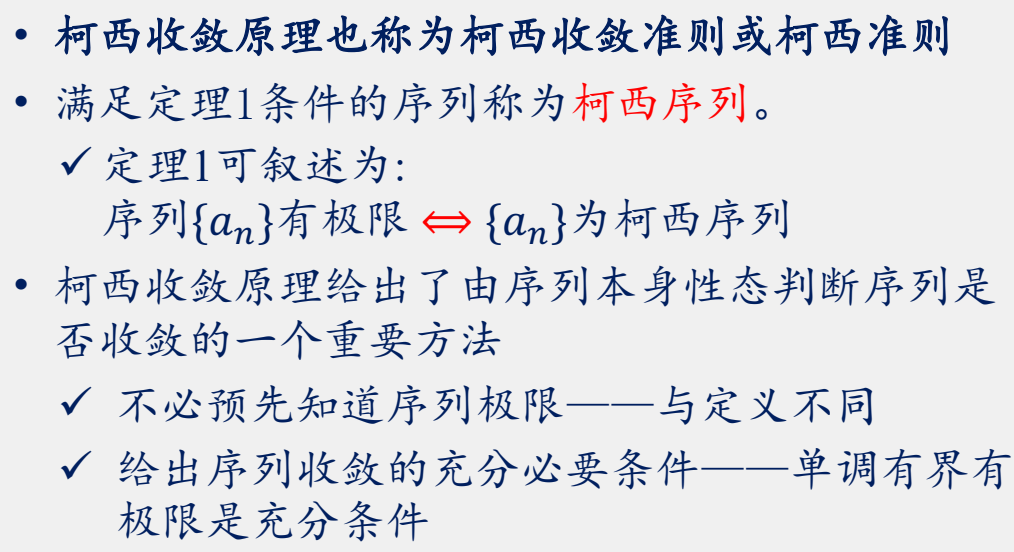 • 柯西收敛原理也称为柯西收敛准则或柯西准则
• 满足定理1条件的序列称为柯西序列。
✓ 定理1可叙述为:
序列{aₙ}有极限 ⇔ {aₙ}为柯西序列
• 柯西收敛原理给出了由序列本身性态判断序列是
否收敛的一个重要方法
✓ 不必预先知道序列极限——与定义不同
✓ 给出序列收敛的充分必要条件——单调有界有
极限是充分条件